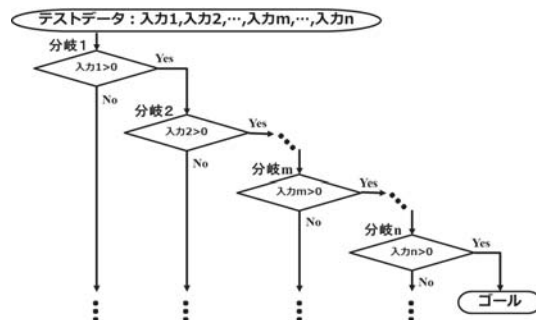 テストデータ：入力1,入力2,…,入力m,…,入力n
分岐1
入力1>0
Yes
No
分岐2
入力2>0
Yes
No
分岐m
入力m>0
Yes
No
分岐n
入力n>0
Yes
No
ゴール